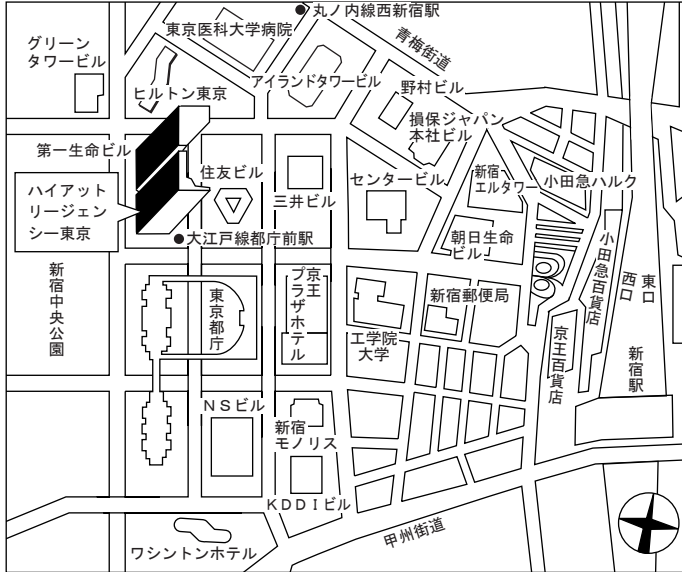 丸ノ内線西新宿駅
東京医科大学病院
グリーン
タワービル
青梅街道
アイランドタワービル
野村ビル
ヒルトン東京
損保ジャパン
本社ビル
第一生命ビル
住友ビル
新宿
エルタワー
小田急ハルク
センタービル
三井ビル
ハイアット
リージェン
シー東京
大江戸線都庁前駅
朝日生命
ビル
小田急百貨店
東口
西口
新宿中央公園
東京都庁
京王
プラザホテル
新宿郵便局
工学院
大学
京王百貨店
新宿駅
NSビル
新宿
モノリス
KDDIビル
甲州街道
ワシントンホテル